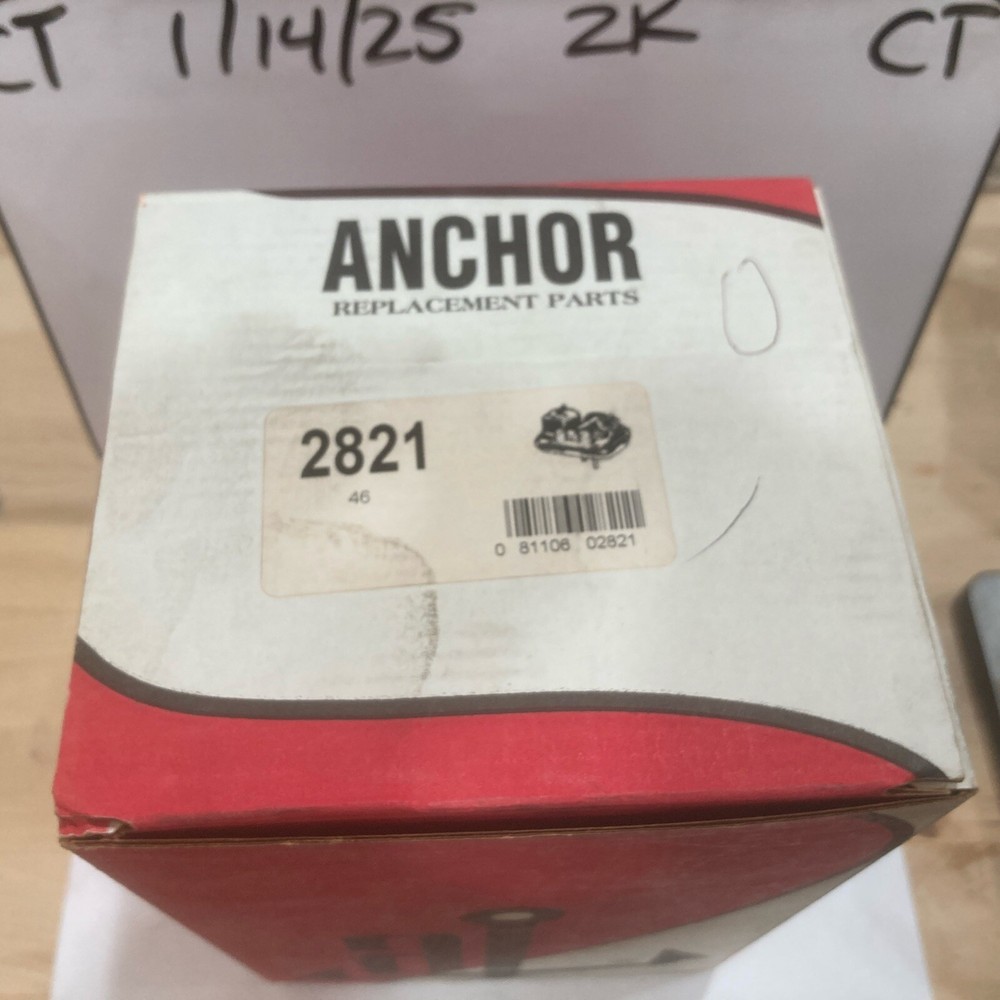 CT 1/14/25 2K CT
ANCHOR
REPLACEMENT PARTS
2821
46
0 81106 02821